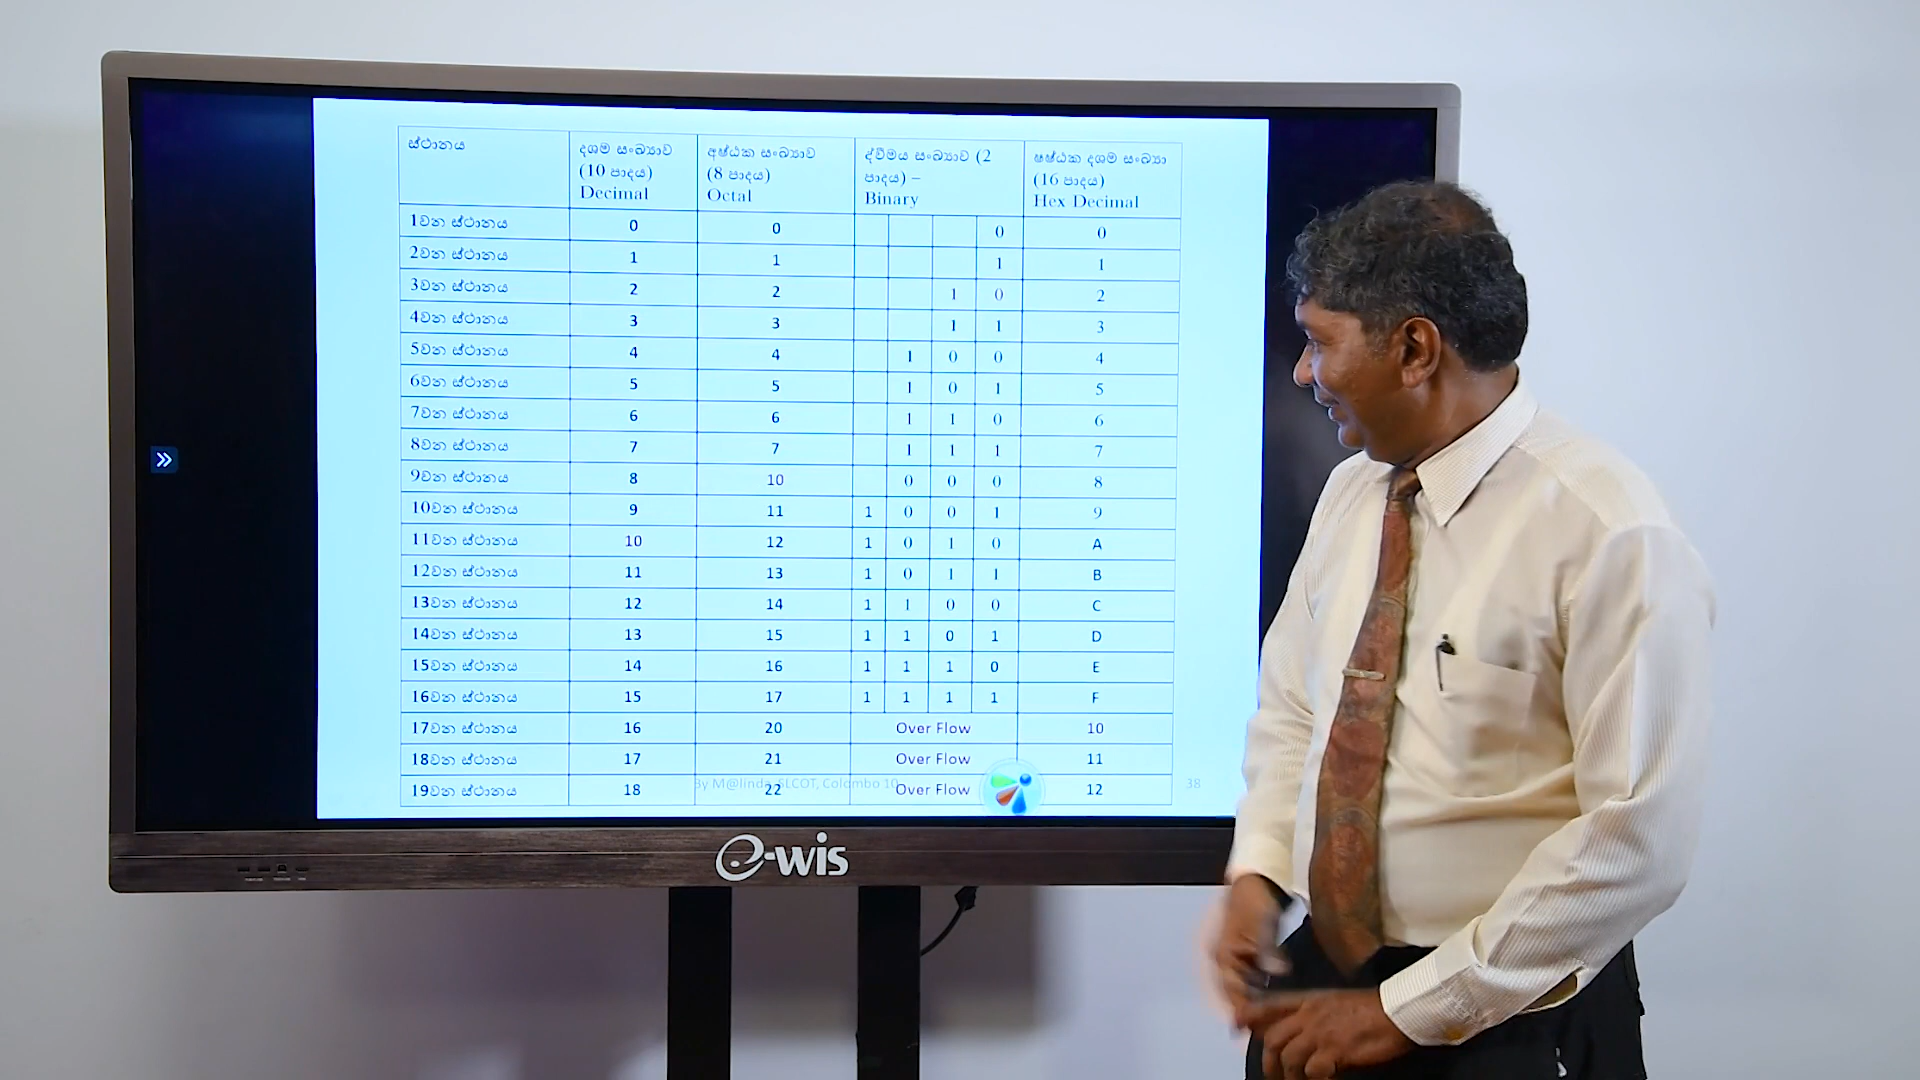 ස්ථානය දශම සංඛ්‍යාව (10 පාදය) Decimal අෂ්ඨක සංඛ්‍යාව (8 පාදය) Octal ද්වීමය සංඛ්‍යාව (2 පාදය) – Binary ෂෂ්ඨක දශම සංඛ්‍යා (16 පාදය) Hex Decimal
1වන ස්ථානය 0 0 0 0
2වන ස්ථානය 1 1 1 1
3වන ස්ථානය 2 2 1 0 2
4වන ස්ථානය 3 3 1 1 3
5වන ස්ථානය 4 4 1 0 0 4
6වන ස්ථානය 5 5 1 0 1 5
7වන ස්ථානය 6 6 1 1 0 6
8වන ස්ථානය 7 7 1 1 1 7
9වන ස්ථානය 8 10 0 0 0 8
10වන ස්ථානය 9 11 1 0 0 1 9
11වන ස්ථානය 10 12 1 0 1 0 A
12වන ස්ථානය 11 13 1 0 1 1 B
13වන ස්ථානය 12 14 1 1 0 0 C
14වන ස්ථානය 13 15 1 1 0 1 D
15වන ස්ථානය 14 16 1 1 1 0 E
16වන ස්ථානය 15 17 1 1 1 1 F
17වන ස්ථානය 16 20 Over Flow 10
18වන ස්ථානය 17 21 Over Flow 11
19වන ස්ථානය 18 22 Over Flow 12
By M@linda, SLCOT, Colombo 10 38
e-wis